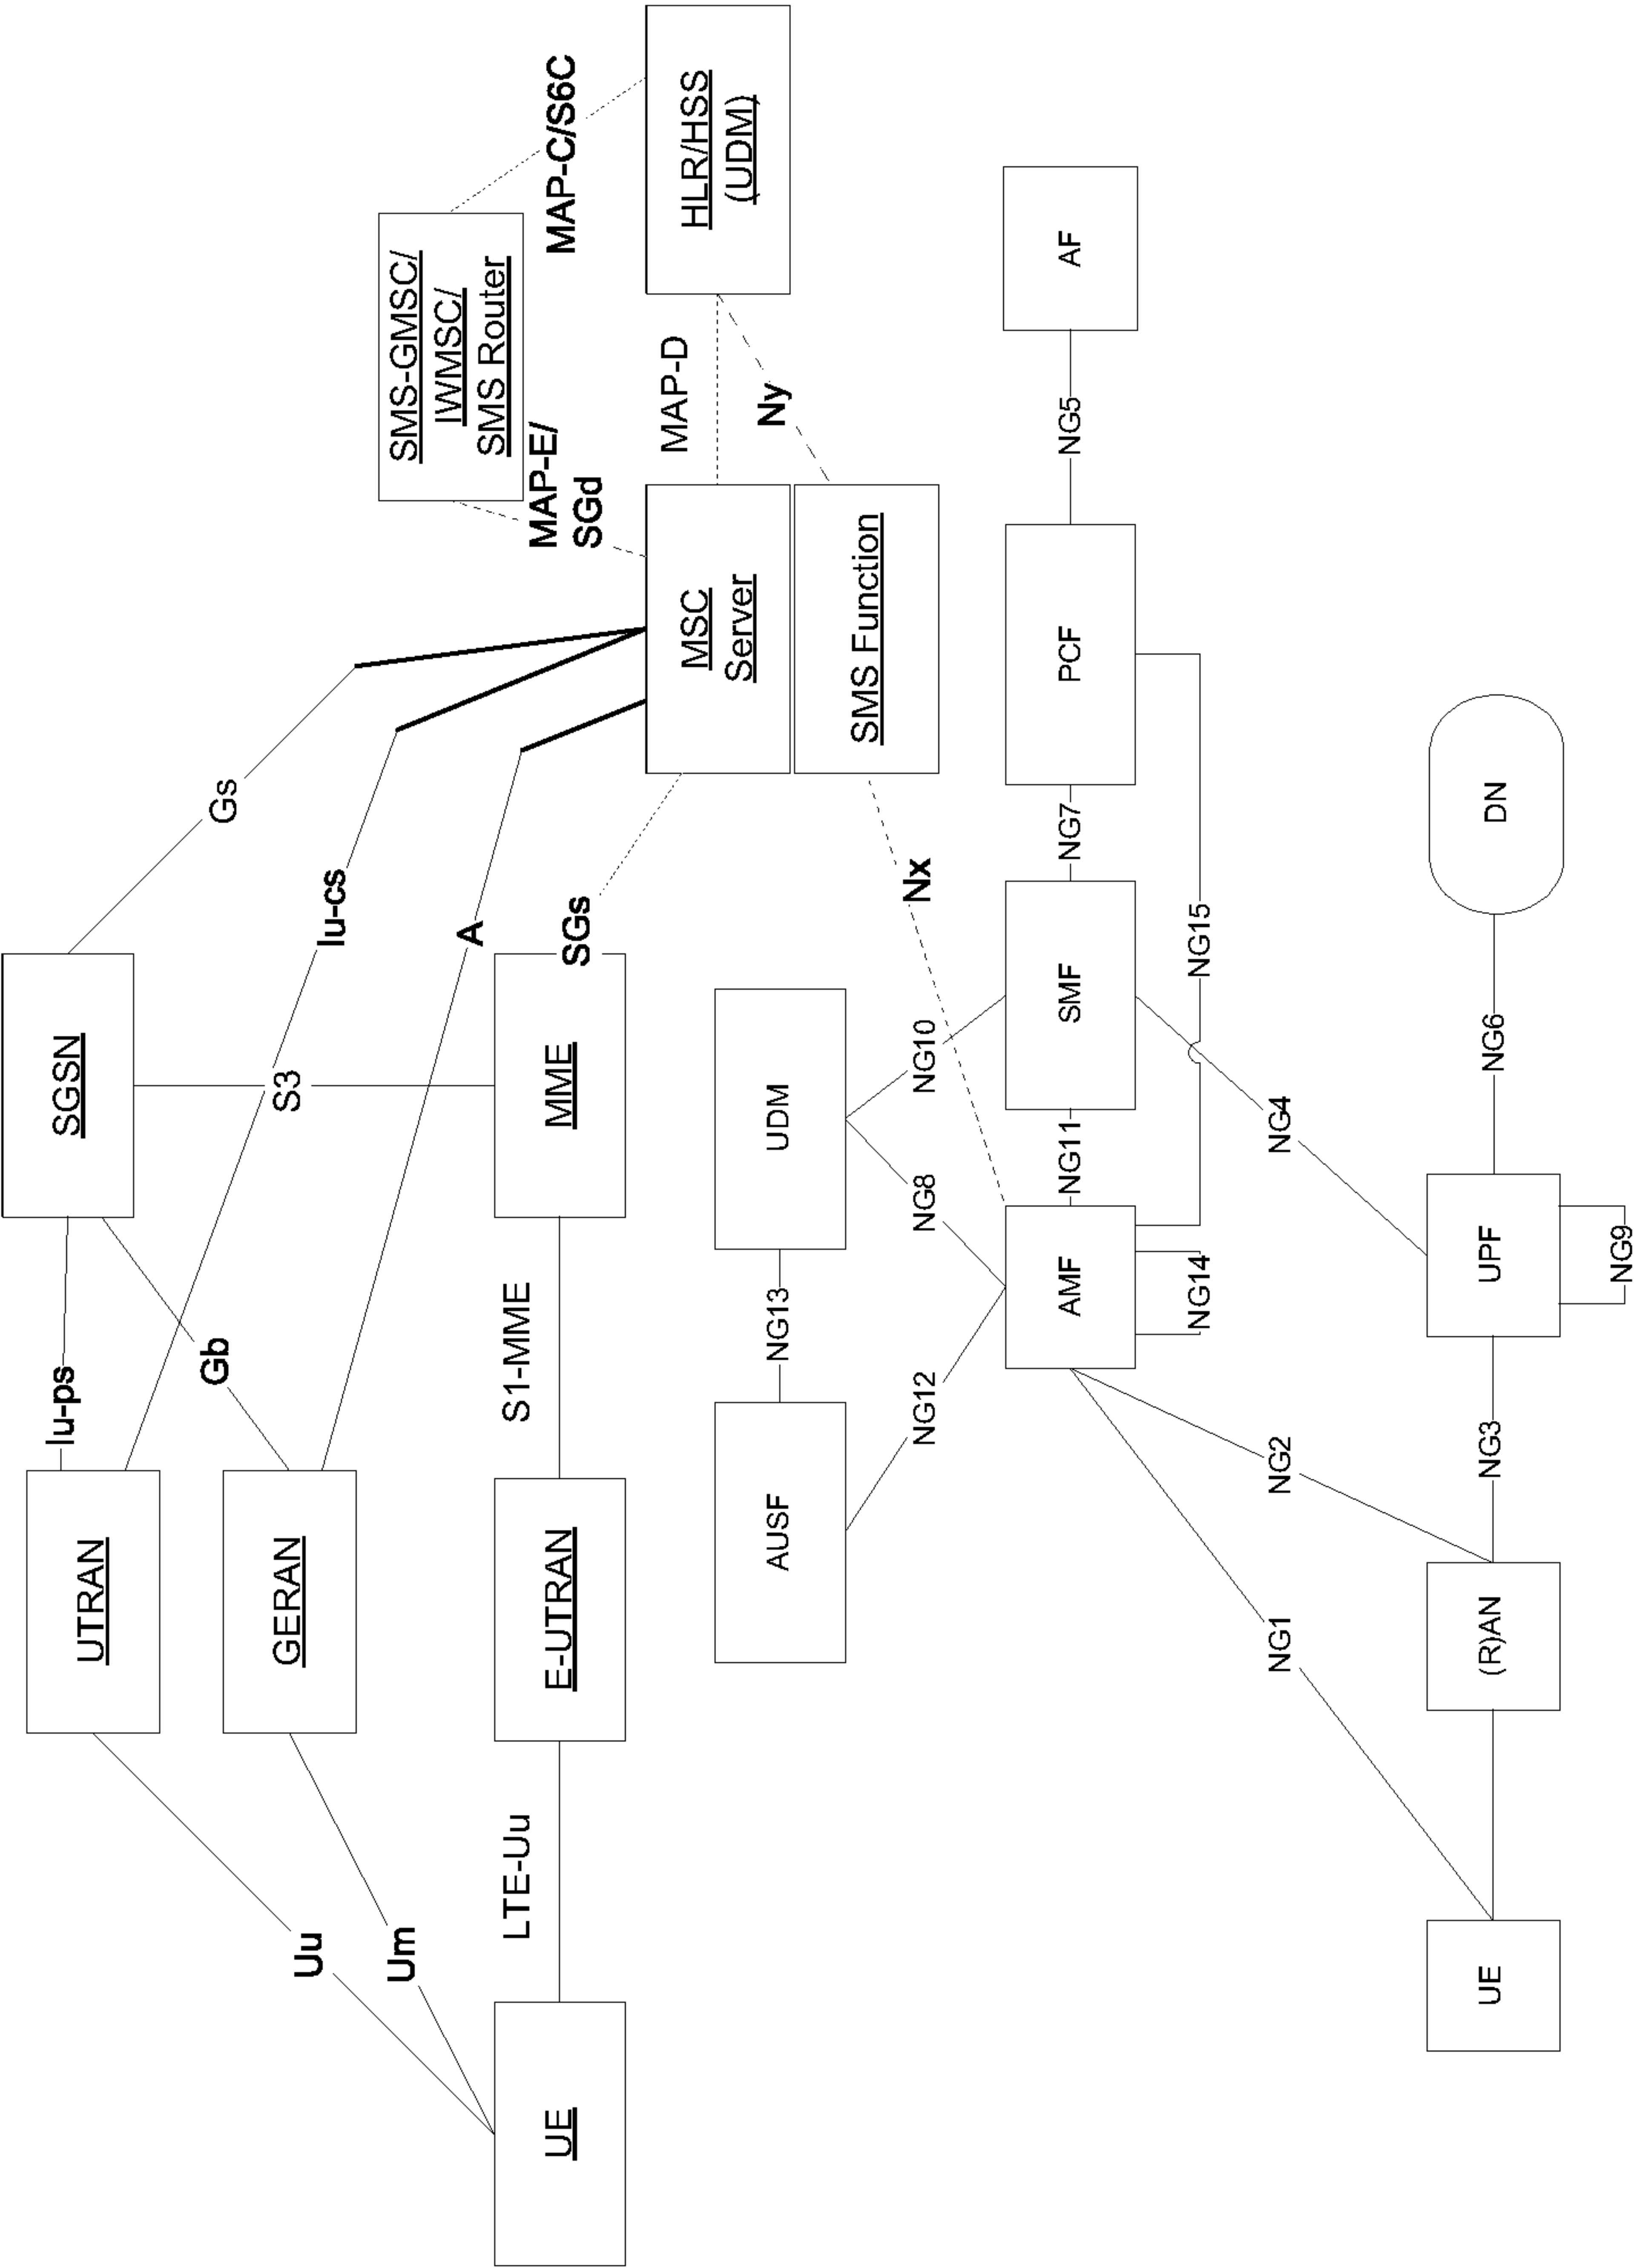 SGSN
Gs
Iu-ps
UTRAN
Gb
GERAN
Iu-cs
S3
A
Uu
Um
SMS-GMSC/
IWMSC/
SMS Router
MAP-C/S6C
MAP-E/
SGd
UE
LTE-Uu
E-UTRAN
S1-MME
MME
SGs
MSC
Server
MAP-D
HLR/HSS
(UDM)
Ny
SMS Function
Nx
AUSF
NG13
UDM
NG12
NG8
NG10
AMF
NG11
SMF
NG7
PCF
NG5
AF
NG14
NG15
NG1
NG2
NG4
UE
(R)AN
NG3
UPF
NG6
DN
NG9